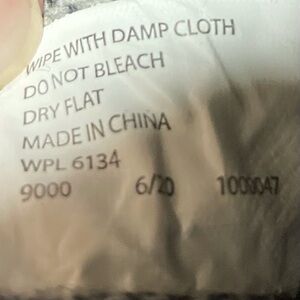 WIPE WITH DAMP CLOTH
DO NOT BLEACH
DRY FLAT
MADE IN CHINA
WPL 6134
9000 6/20 1000047